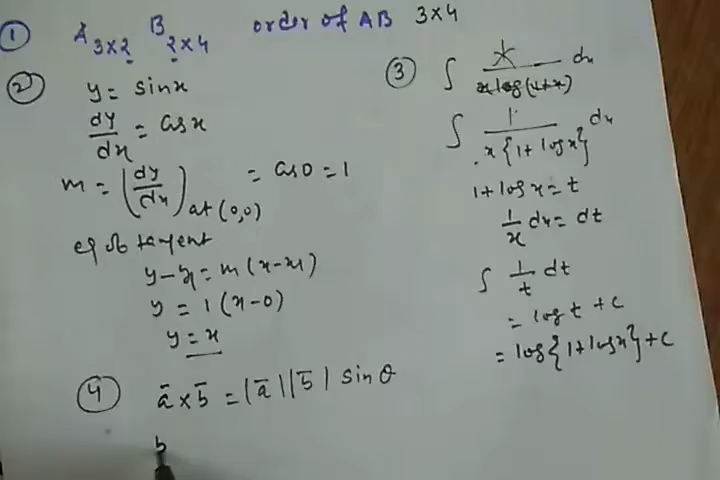 ① A3×2 B2×4 order of AB 3×4
② y = sinx
dy/dx = cosx
m = (dy/dx) at (0,0) = cos0 = 1
eq of tangent
y-y1 = m(x-x1)
y = 1(x-0)
y = x
③ ∫ dx
∫ 1/x{1+logx} dx
1+logx = t
1/x dx = dt
∫ 1/t dt
= log t + c
= log{1+logx}+c
④ a̅ × b̅ = |a̅||b̅| sinθ
b